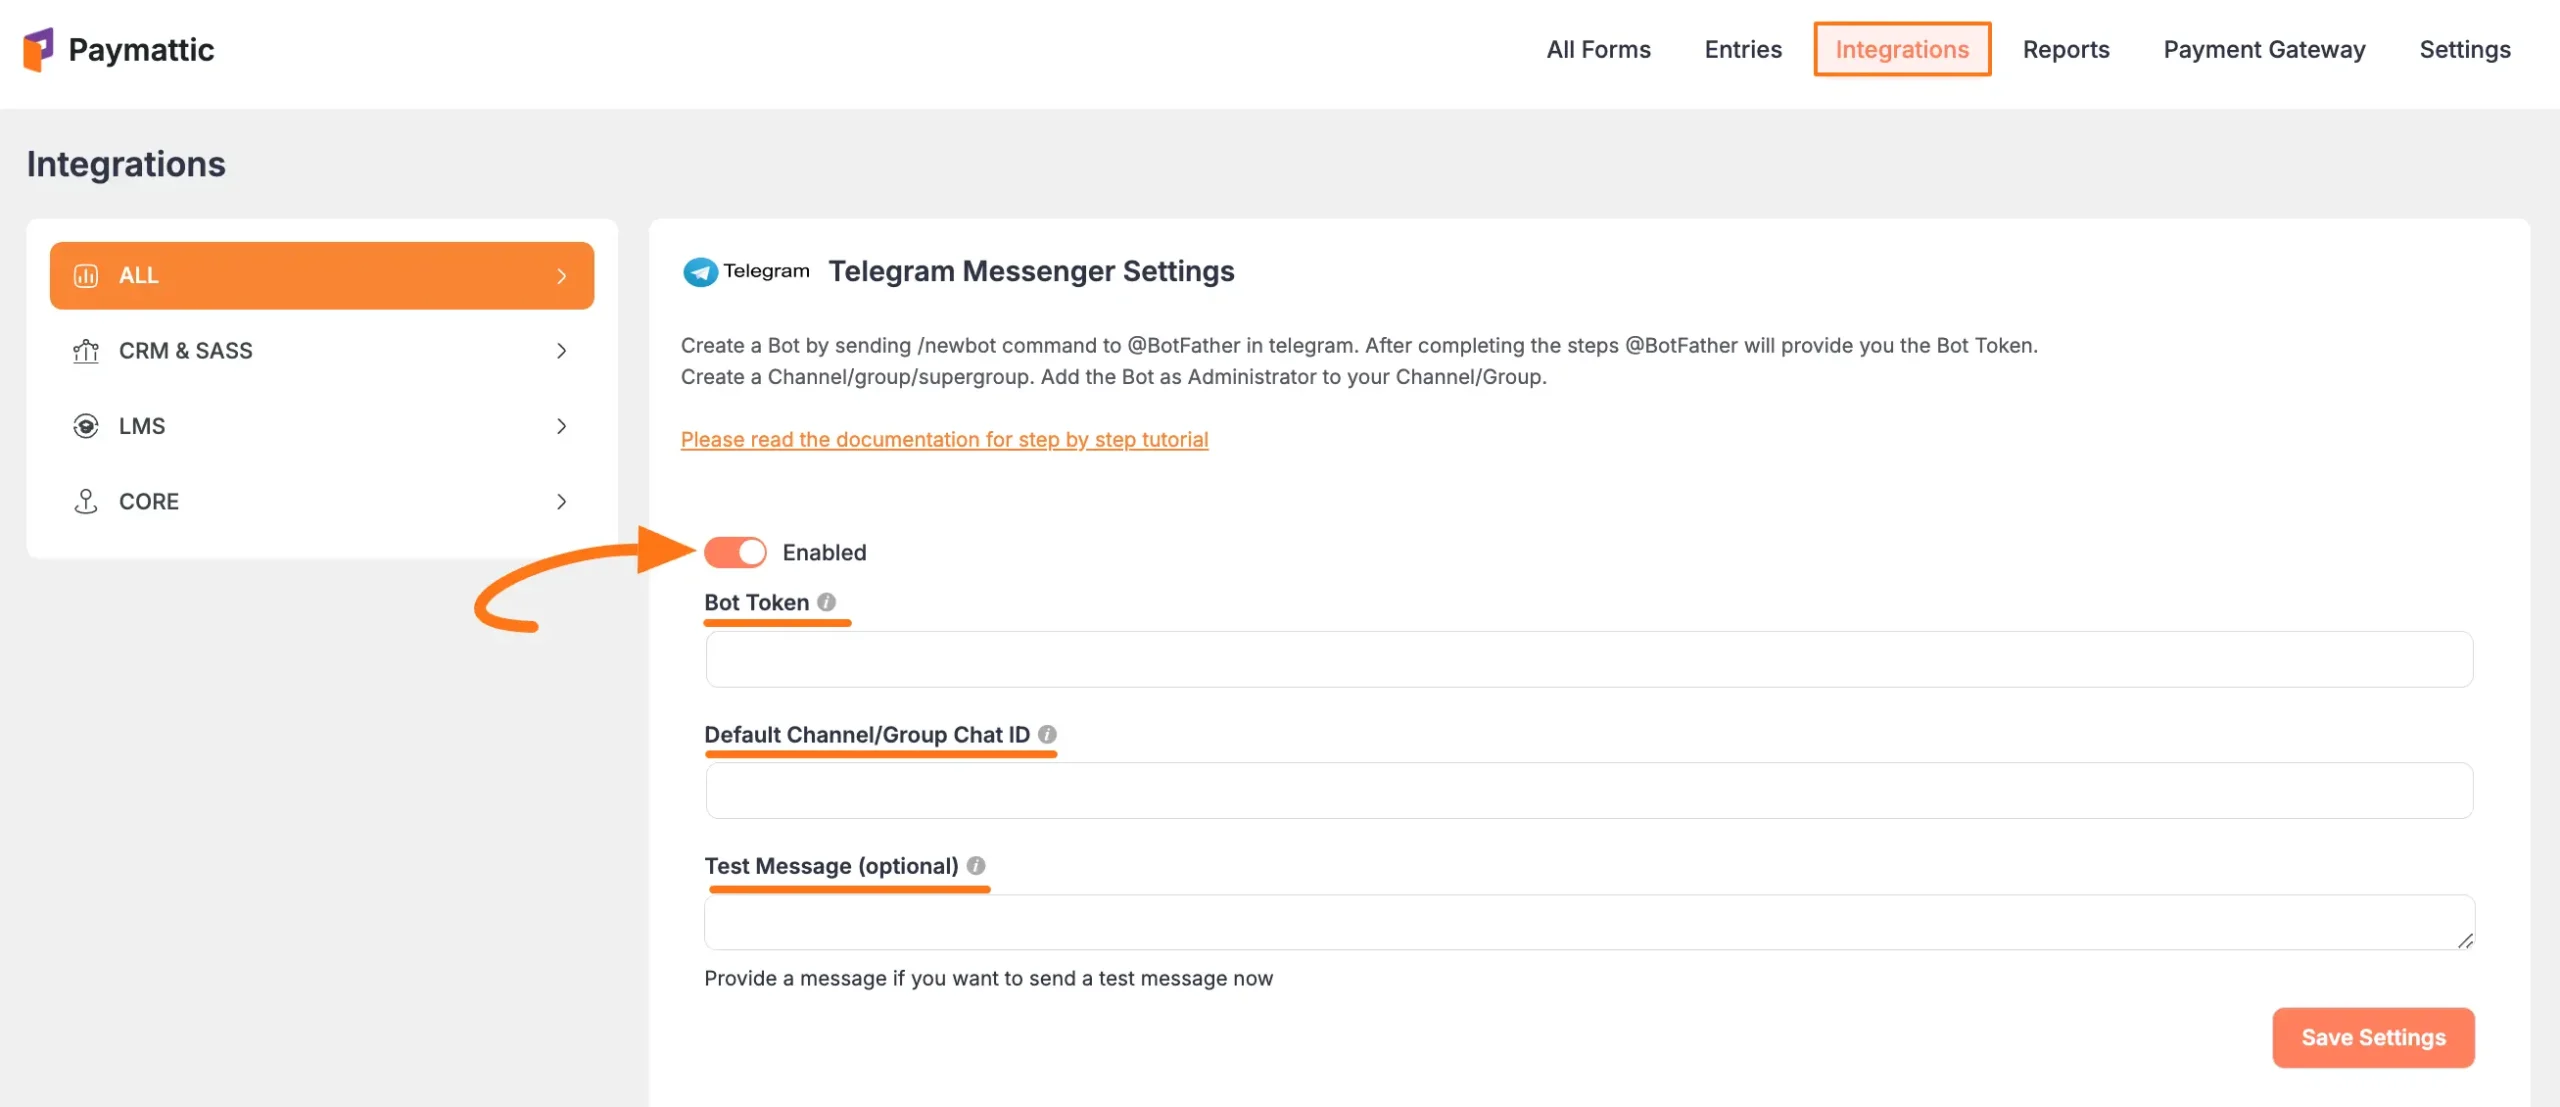 Paymattic
All Forms
Entries
Integrations
Reports
Payment Gateway
Settings
Integrations
ALL
CRM & SASS
LMS
CORE
Telegram
Telegram Messenger Settings
Create a Bot by sending /newbot command to @BotFather in telegram. After completing the steps @BotFather will provide you the Bot Token.
Create a Channel/group/supergroup. Add the Bot as Administrator to your Channel/Group.
Please read the documentation for step by step tutorial
Enabled
Bot Token
Default Channel/Group Chat ID
Test Message (optional)
Provide a message if you want to send a test message now
Save Settings